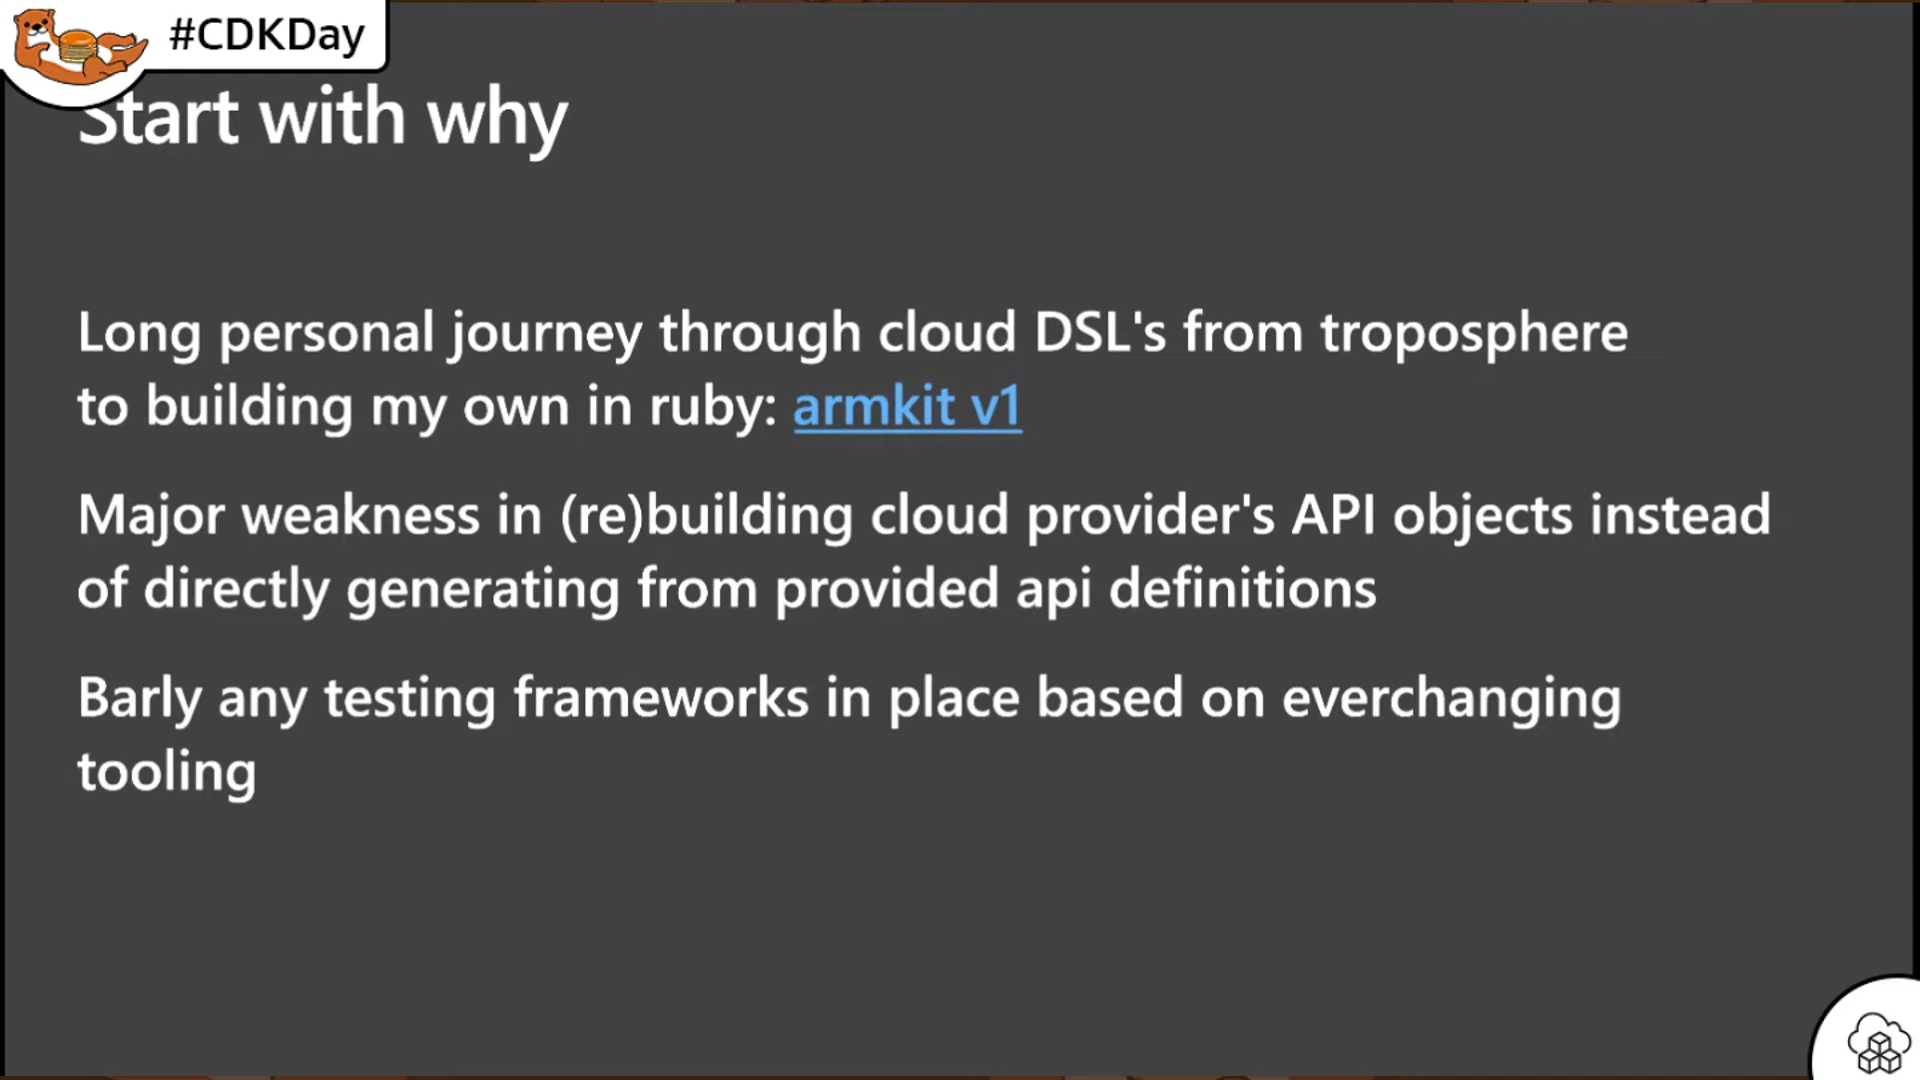 #CDKDay
Start with why
Long personal journey through cloud DSL's from troposphere
to building my own in ruby: armkit v1
Major weakness in (re)building cloud provider's API objects instead
of directly generating from provided api definitions
Barly any testing frameworks in place based on everchanging
tooling